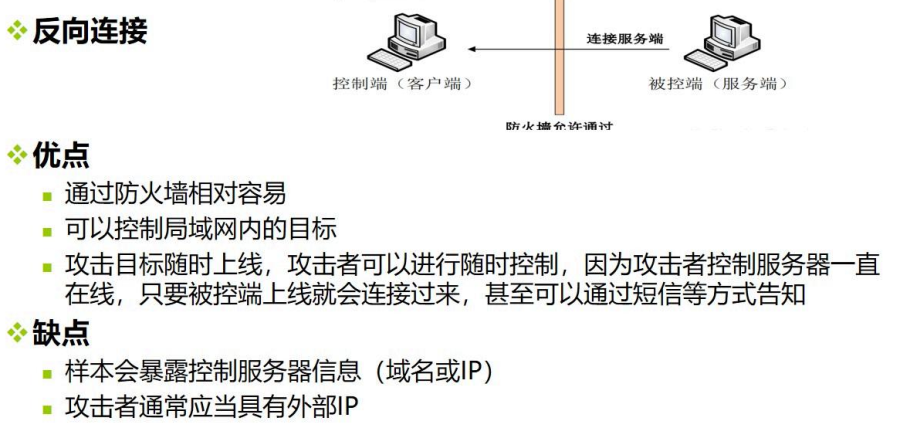 反向连接
连接服务端
控制端（客户端）
被控端（服务端）
防火墙允许通过
优点
通过防火墙相对容易
可以控制局域网内的目标
攻击目标随时上线，攻击者可以进行随时控制，因为攻击者控制服务器一直
在线，只要被控端上线就会连接过来，甚至可以通过短信等方式告知
缺点
样本会暴露控制服务器信息（域名或IP）
攻击者通常应当具有外部IP